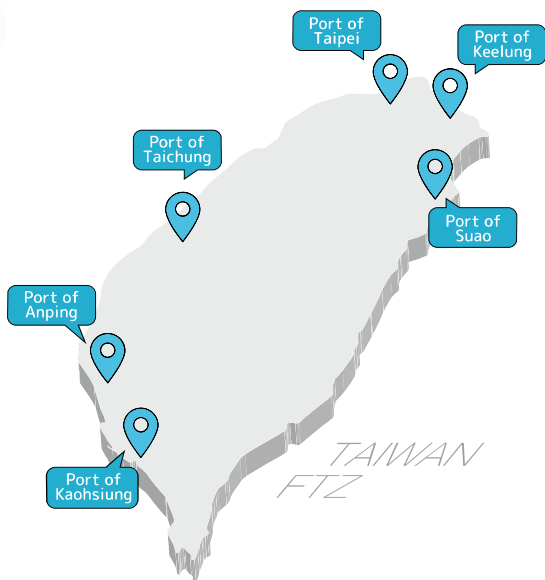 Port of
Taipei
Port of
Keelung
Port of
Taichung
Port of
Suao
Port of
Anping
Port of
Kaohsiung
TAIWAN
FTZ